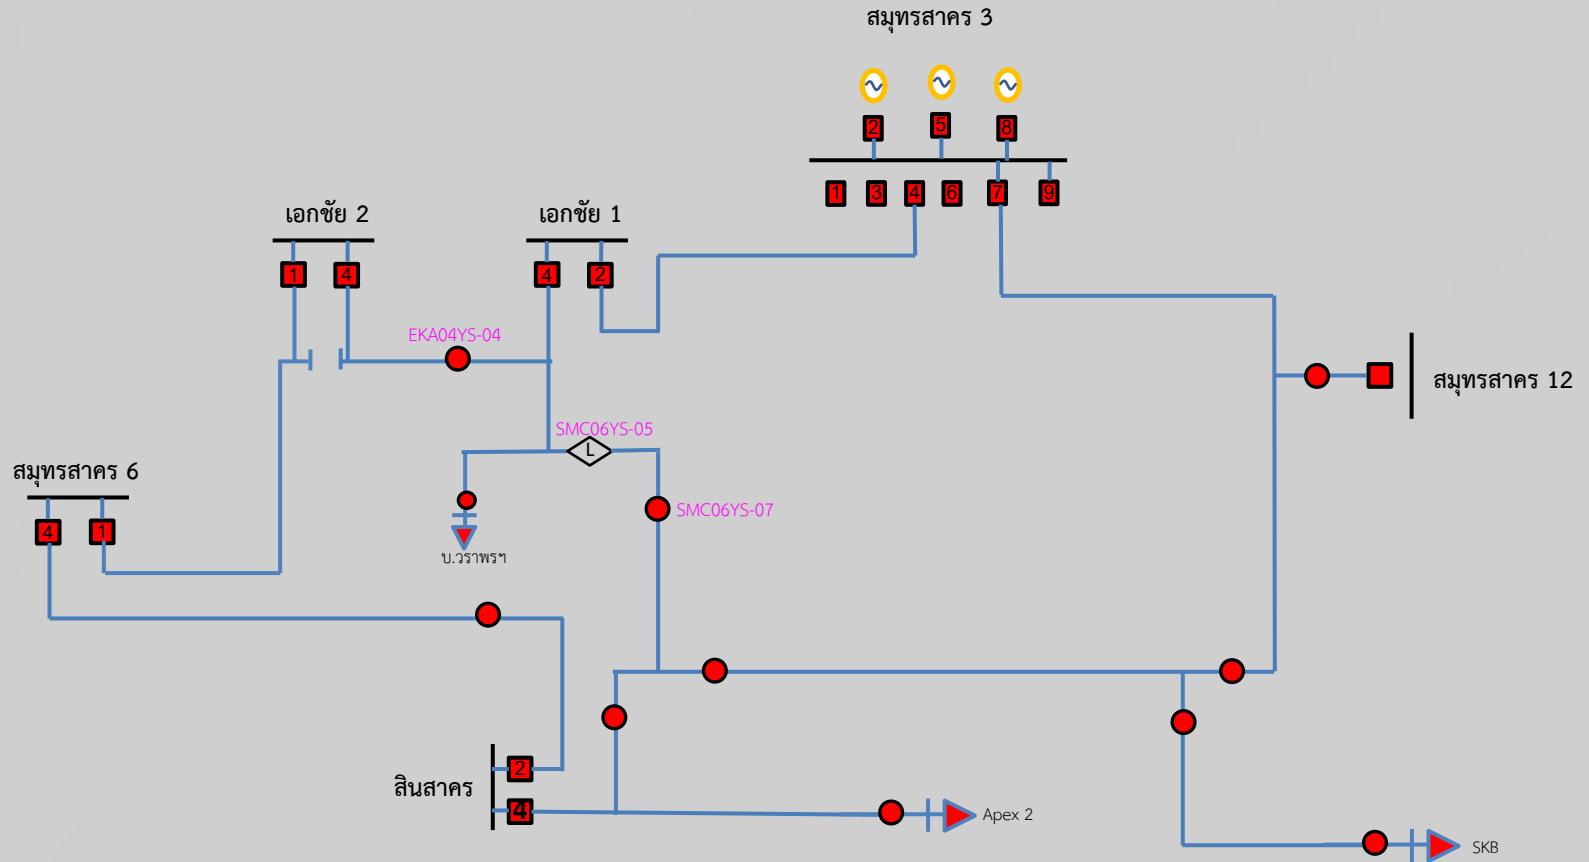 สมุทรสาคร 3
2
5
8
1
3
4
6
7
9
เอกชัย 2
1
4
เอกชัย 1
4
2
EKA04YS-04
สมุทรสาคร 12
SMC06YS-05
L
สมุทรสาคร 6
4
1
SMC06YS-07
บ.วราพรฯ
สินสาคร
2
4
Apex 2
SKB